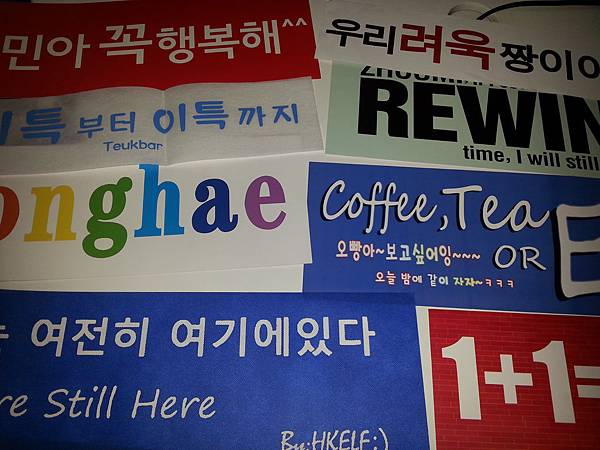 민아 꼭행복해^^
우리려욱 짱이
특 부터 이특 까지
Teukbar
REWIN
time, I will still
onghae
Coffee, Tea
오빵아~보고싶어잉~~~
OR
오늘 밤에 같이 자자~ㅋㅋㅋ
여전히 여기에있다
re Still Here
By:HKELF:)
1+1=